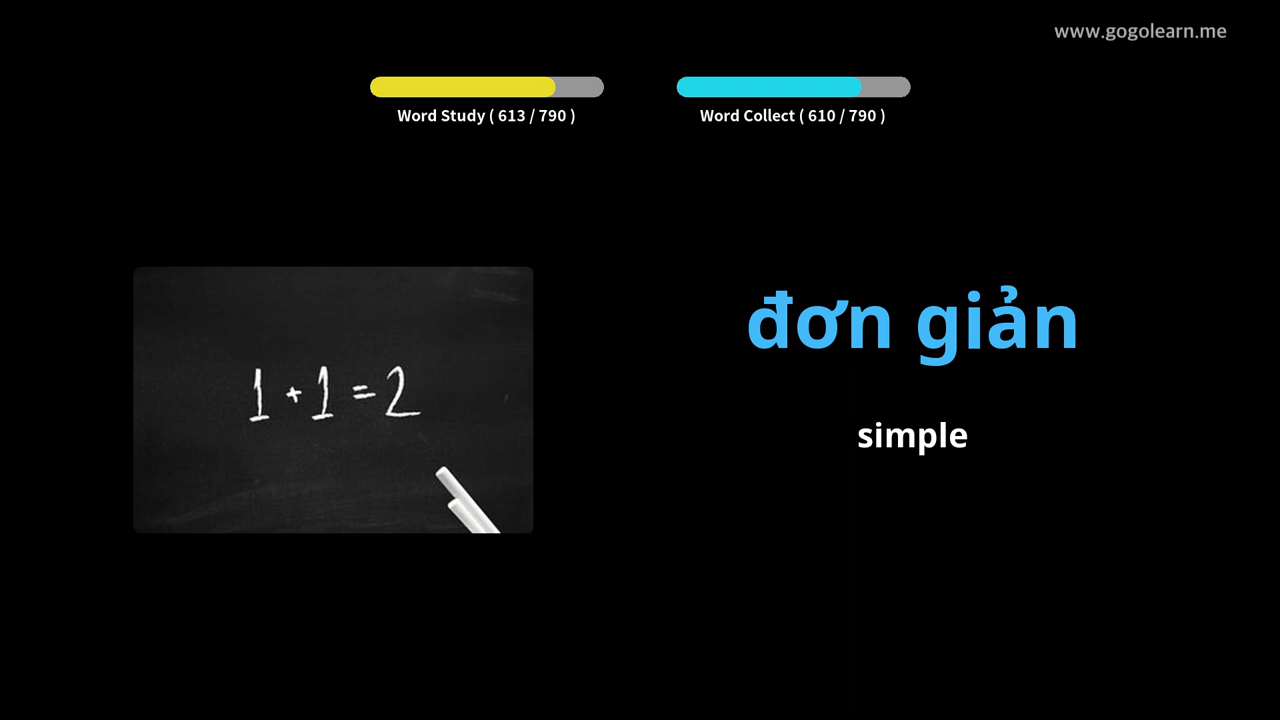 www.gogolearn.me
Word Study ( 613 / 790 )
Word Collect ( 610 / 790 )
1 + 1 = 2
đơn giản
simple